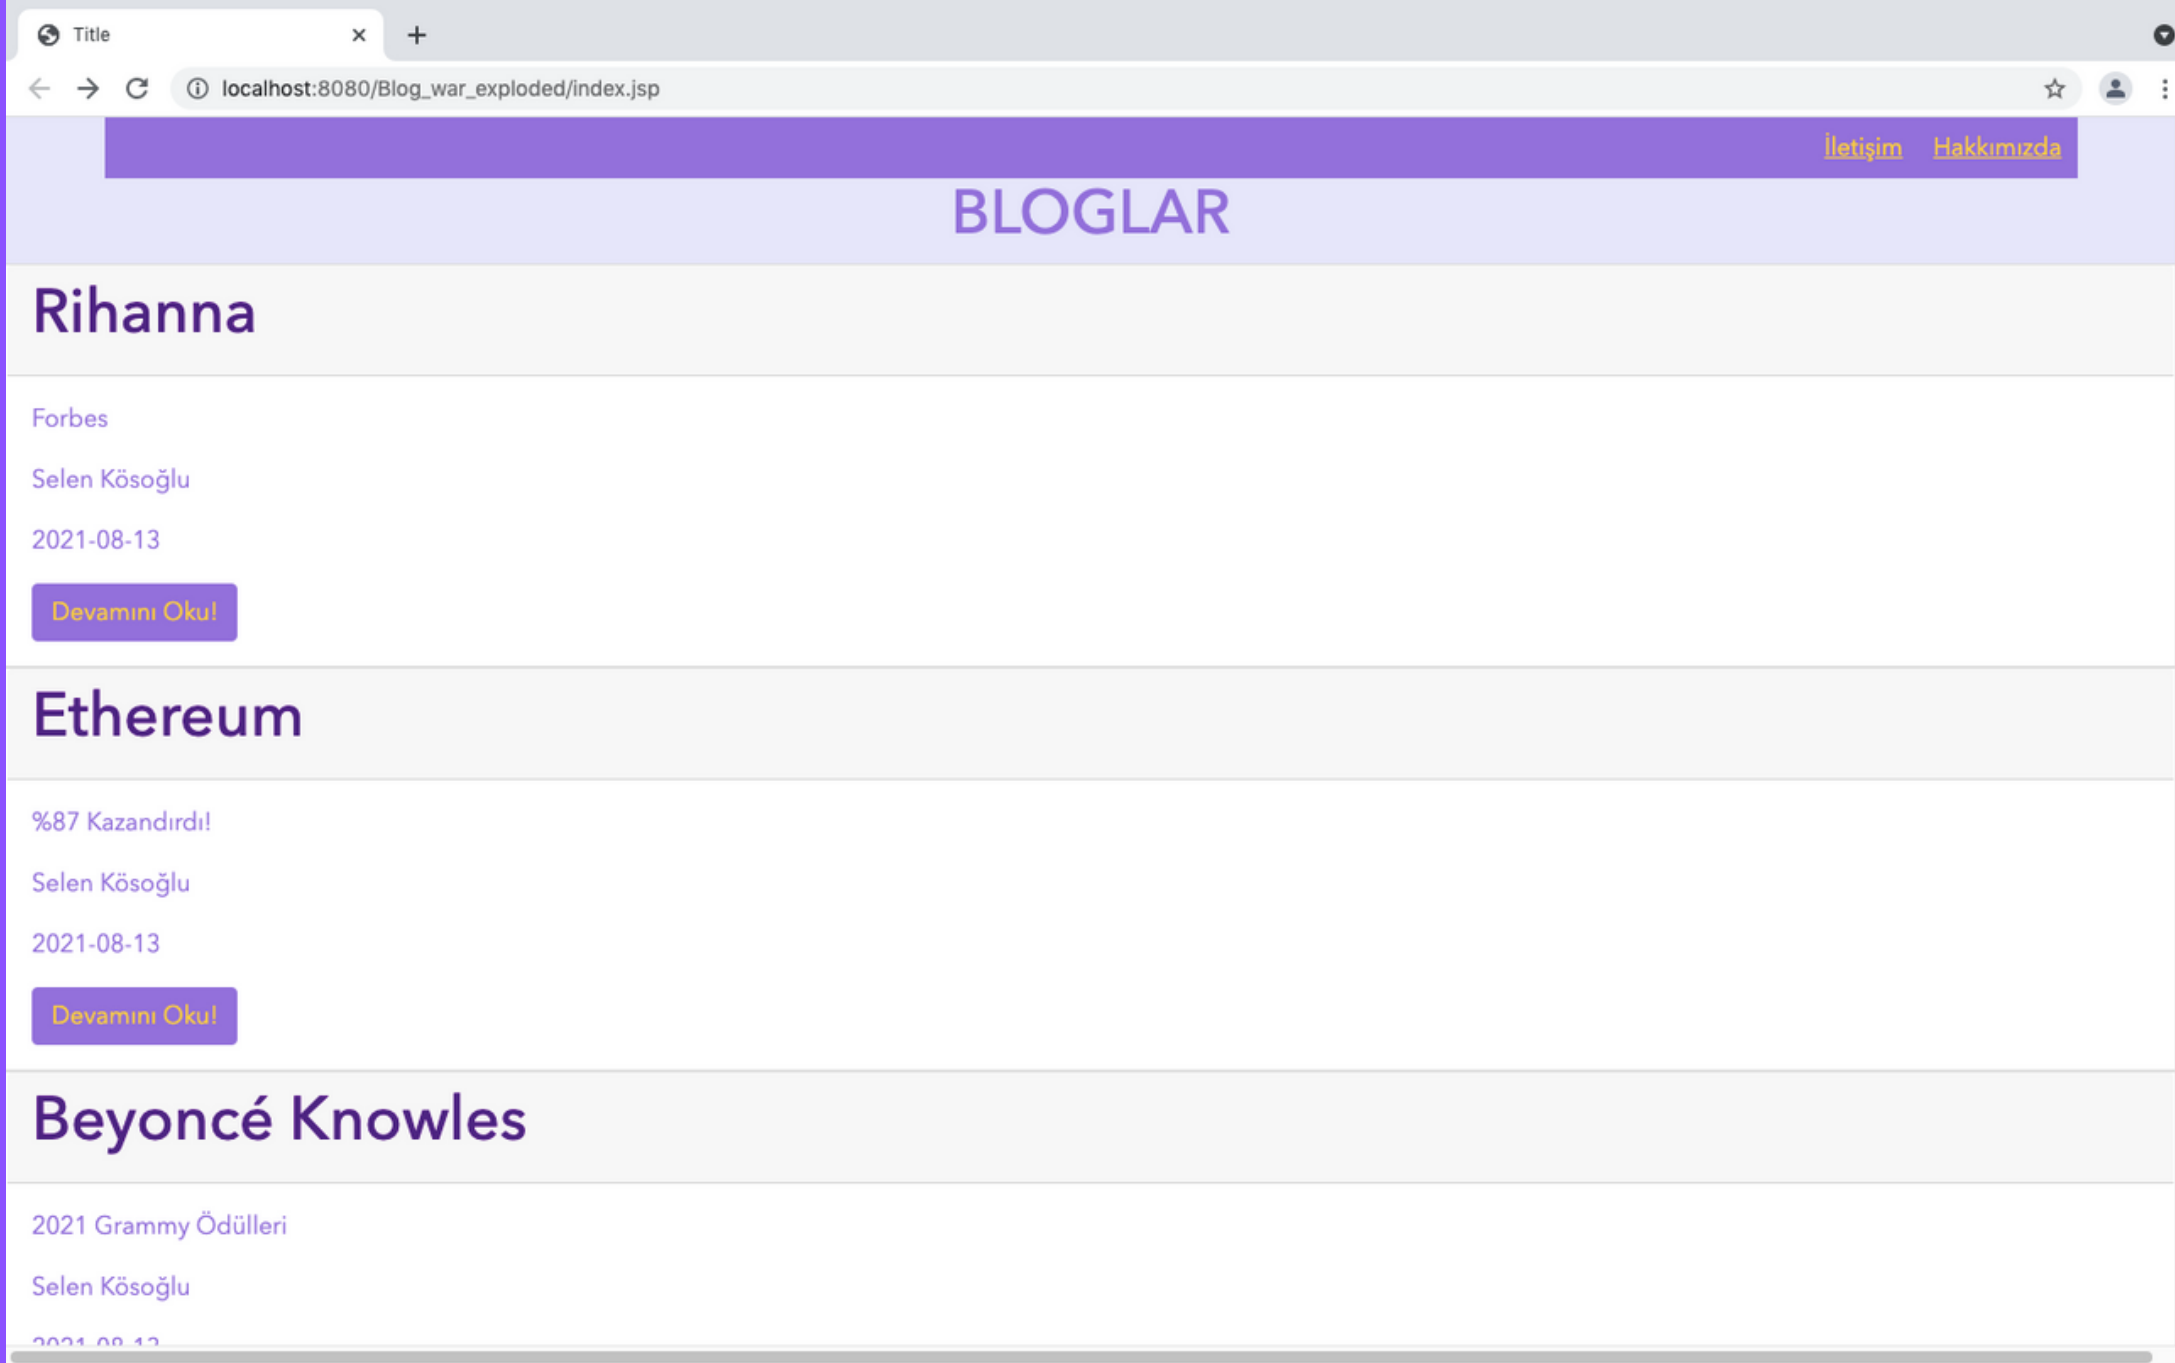 Title
localhost:8080/Blog_war_exploded/index.jsp
İletişim Hakkımızda
BLOGLAR
Rihanna
Forbes
Selen Kösoğlu
2021-08-13
Devamını Oku!
Ethereum
%87 Kazandırdı!
Selen Kösoğlu
2021-08-13
Devamını Oku!
Beyoncé Knowles
2021 Grammy Ödülleri
Selen Kösoğlu